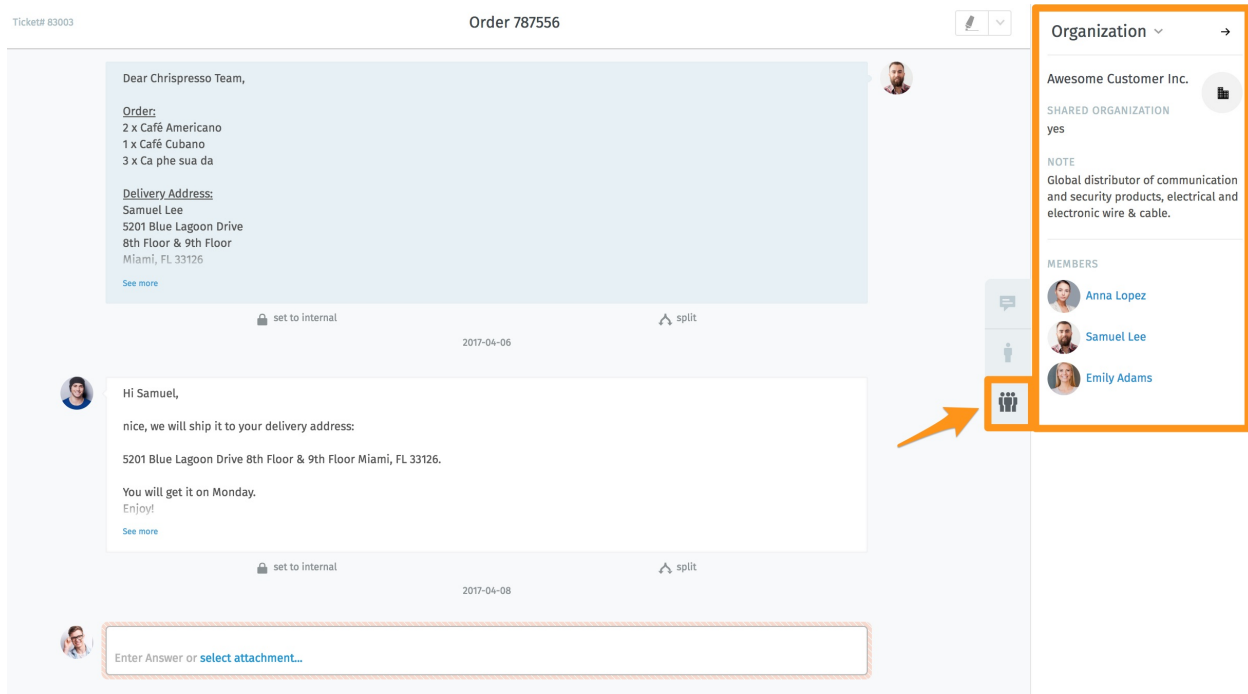 Ticket# 83003
Order 787556
Dear Chrispresso Team,
Order:
2 x Café Americano
1 x Café Cubano
3 x Ca phe sua da
Delivery Address:
Samuel Lee
5201 Blue Lagoon Drive
8th Floor & 9th Floor
Miami, FL 33126
See more
set to internal
split
2017-04-06
Hi Samuel,
nice, we will ship it to your delivery address:
5201 Blue Lagoon Drive 8th Floor & 9th Floor Miami, FL 33126.
You will get it on Monday.
Enjoy!
See more
set to internal
split
2017-04-08
Enter Answer or select attachment...
Organization
Awesome Customer Inc.
SHARED ORGANIZATION
yes
NOTE
Global distributor of communication
and security products, electrical and
electronic wire & cable.
MEMBERS
Anna Lopez
Samuel Lee
Emily Adams